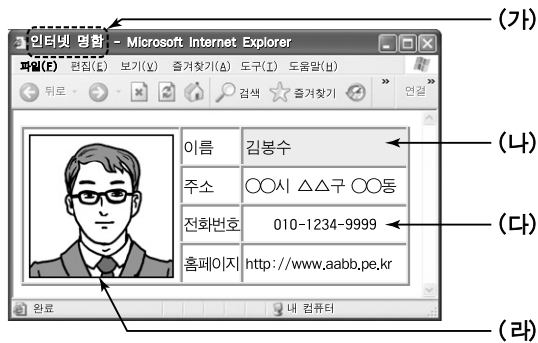 (가)
인터넷 명함 - Microsoft Internet Explorer
파일(F) 편집(E) 보기(V) 즐겨찾기(A) 도구(T) 도움말(H)
뒤로 검색 즐겨찾기 » 연결 »
이름 김봉수 (나)
주소 ○○시 △△구 ○○동
전화번호 010-1234-9999 (다)
홈페이지 http://www.aabb.pe.kr
완료 내 컴퓨터
(라)